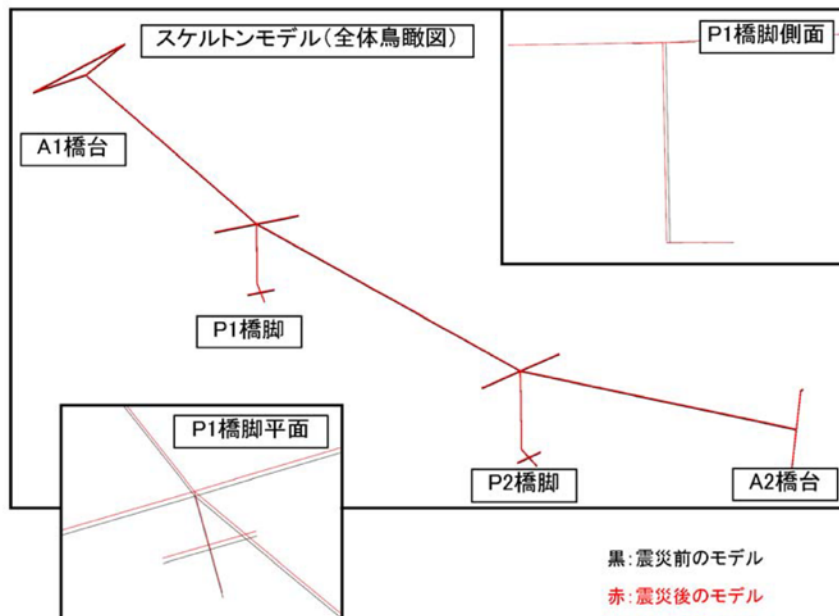 スケルトンモデル(全体鳥瞰図)
P1橋脚側面
A1橋台
P1橋脚
P1橋脚平面
P2橋脚
A2橋台
黒:震災前のモデル
赤:震災後のモデル